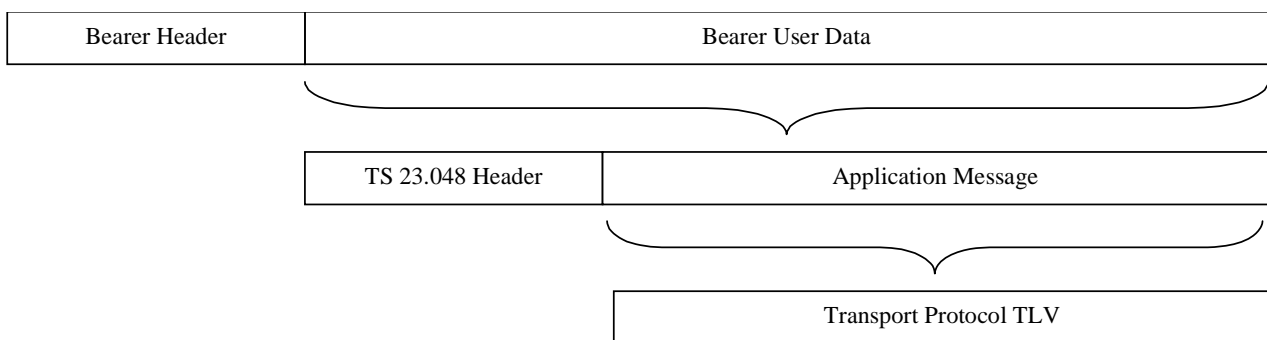 Bearer Header
Bearer User Data
TS 23.048 Header
Application Message
Transport Protocol TLV